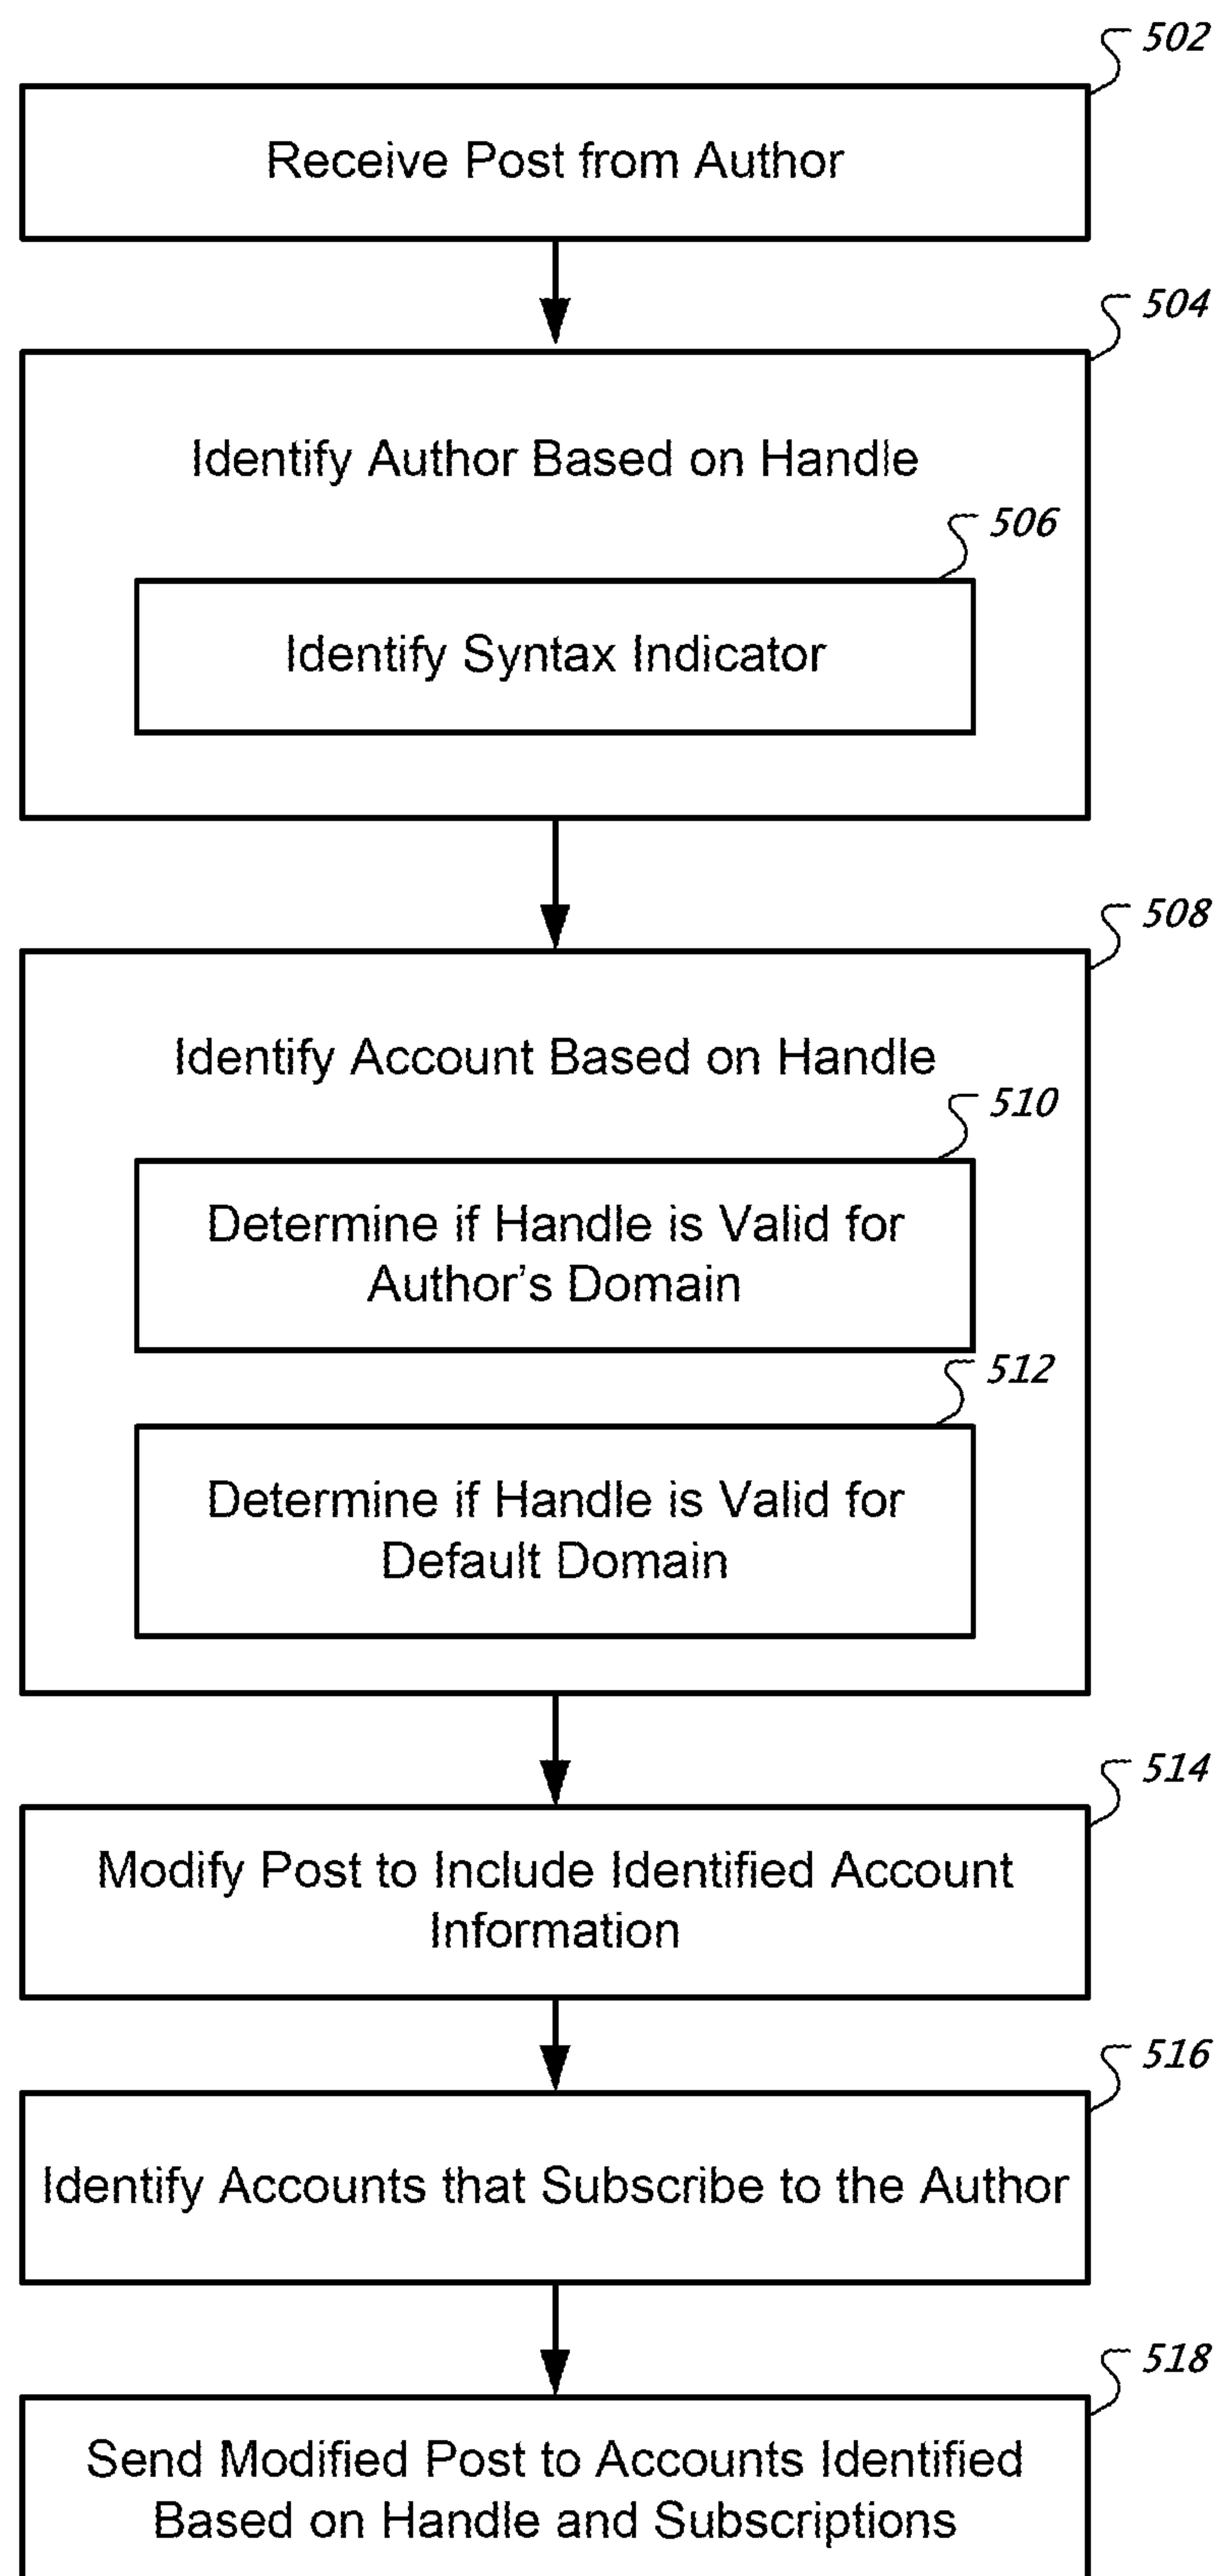 502
Receive Post from Author
504
Identify Author Based on Handle
506
Identify Syntax Indicator
508
Identify Account Based on Handle
510
Determine if Handle is Valid for
Author's Domain
512
Determine if Handle is Valid for
Default Domain
514
Modify Post to Include Identified Account
Information
516
Identify Accounts that Subscribe to the Author
518
Send Modified Post to Accounts Identified
Based on Handle and Subscriptions